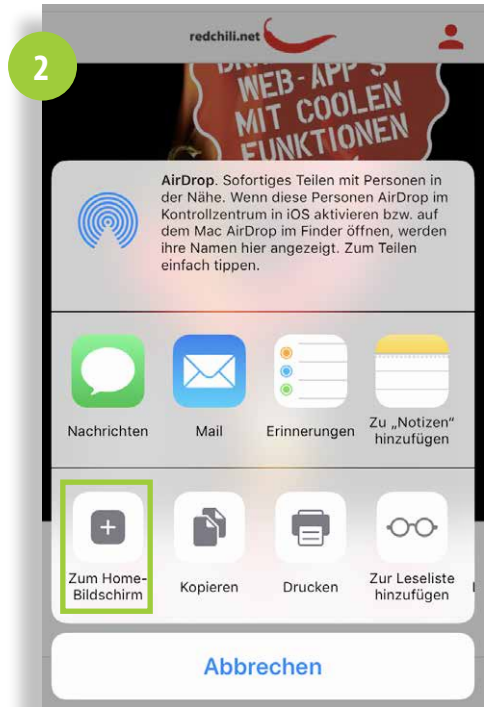 redchili.net
2
WEB-APP'S
MIT COOLEN
FUNKTIONEN
AirDrop. Sofortiges Teilen mit Personen in
der Nähe. Wenn diese Personen AirDrop im
Kontrollzentrum in iOS aktivieren bzw. auf
dem Mac AirDrop im Finder öffnen, werden
ihre Namen hier angezeigt. Zum Teilen
einfach tippen.
Nachrichten
Mail
Erinnerungen
Zu „Notizen“
hinzufügen
Zum Home-
Bildschirm
Kopieren
Drucken
Zur Leseliste
hinzufügen
Abbrechen